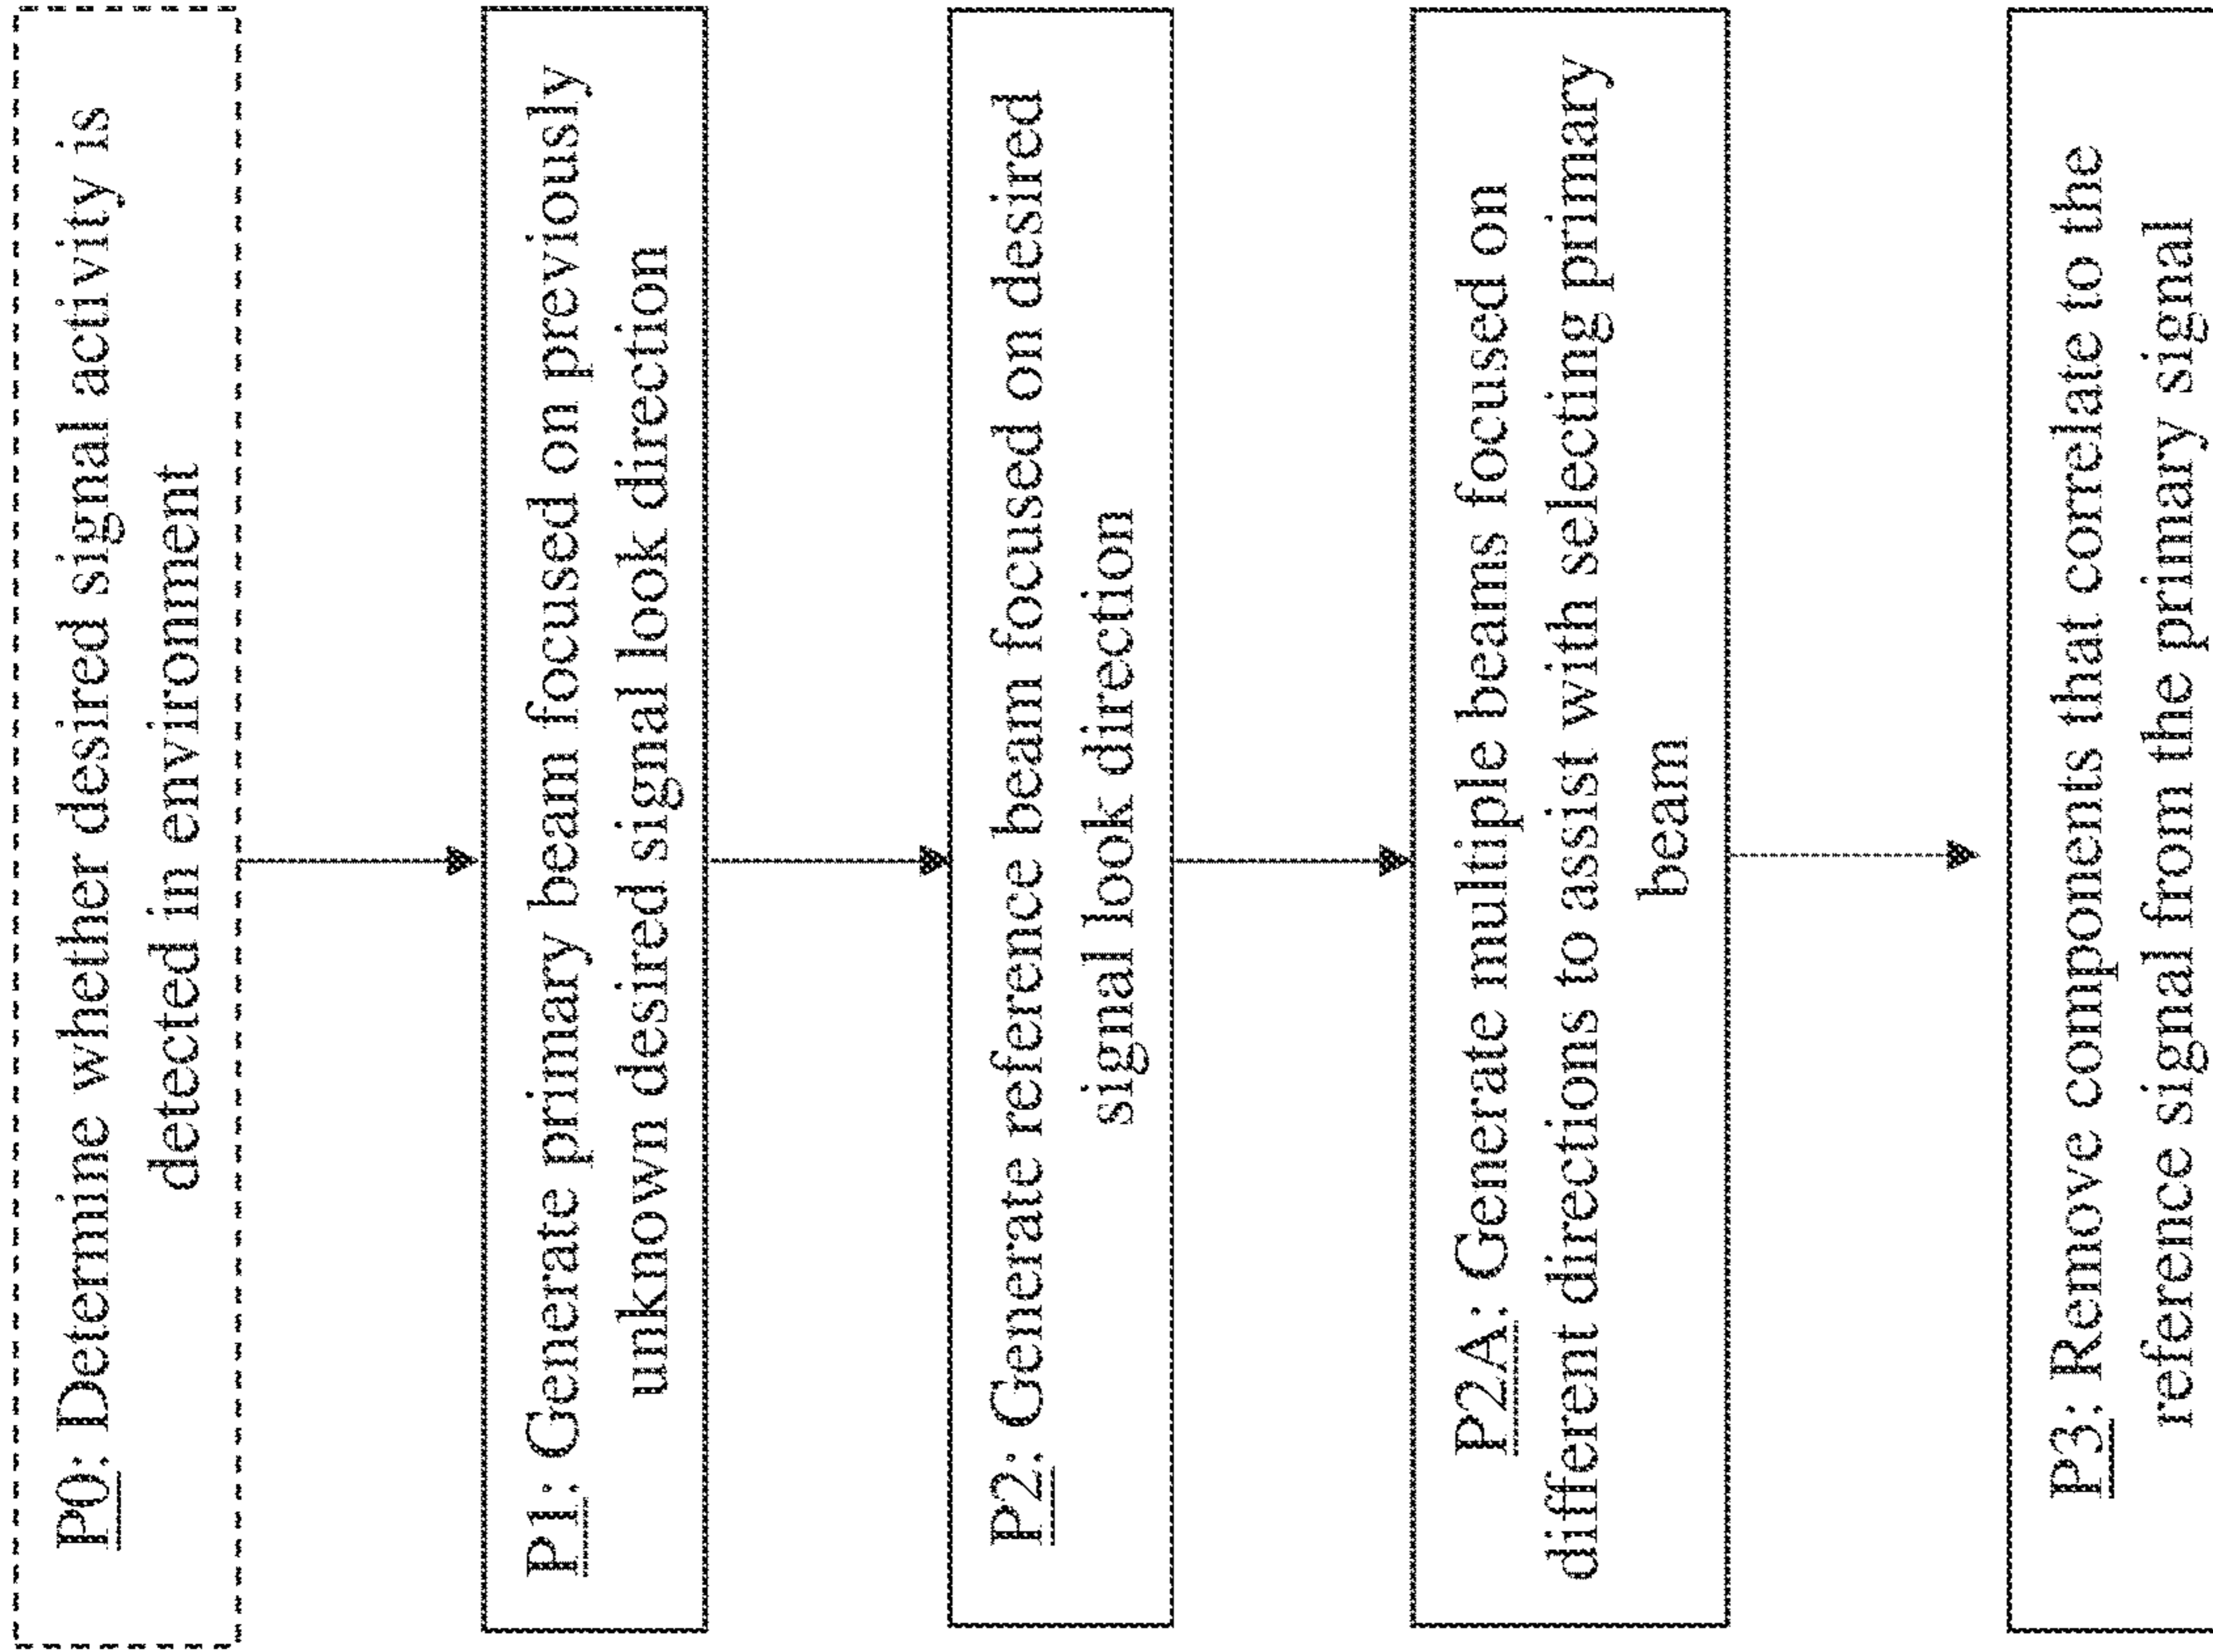 P0: Determine whether desired signal activity is
detected in environment
P1: Generate primary beam focused on previously
unknown desired signal look direction
P2: Generate reference beam focused on desired
signal look direction
P2A: Generate multiple beams focused on
different directions to assist with selecting primary
beam
P3: Remove components that correlate to the
reference signal from the primary signal